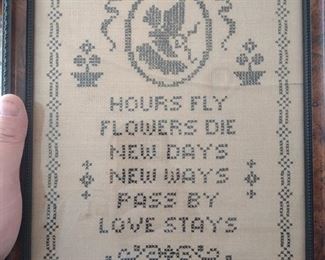 HOURS FLY
FLOWERS DIE
NEW DAYS
NEW WAYS
PASS BY
LOVE STAYS